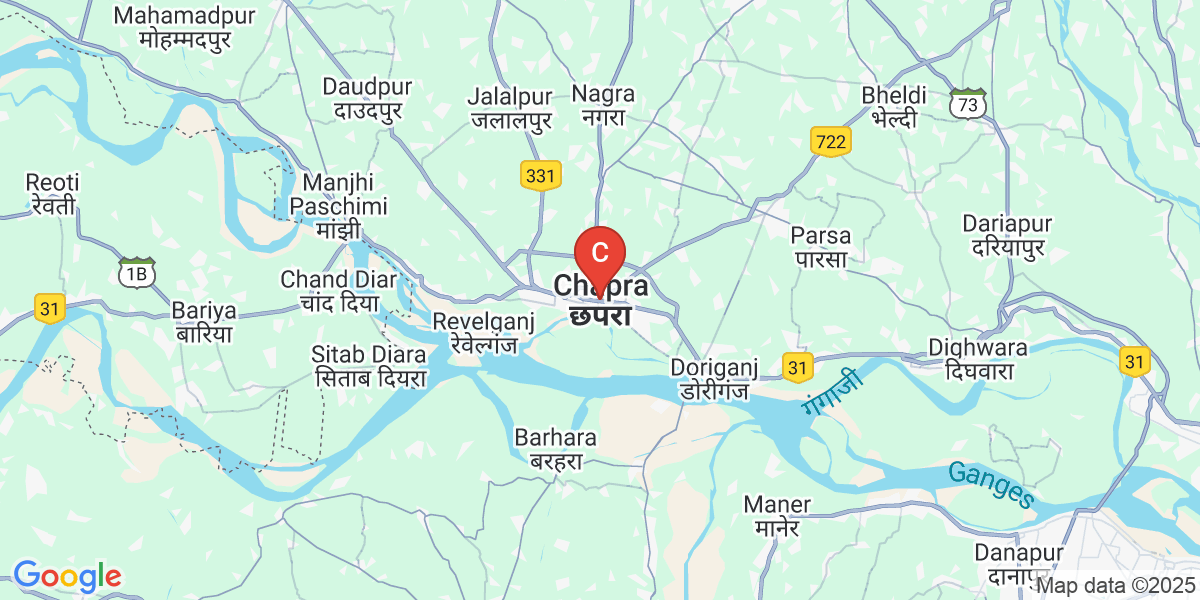 Mahamadpur
मोहम्मदपुर
Daudpur
दाउदपुर
Jalalpur
जलालपुर
Nagra
नगरा
Bheldi
भेल्दी
73
722
331
Reoti
रेवती
Manjhi
Paschimi
मांझी
Dariapur
दरियापुर
Parsa
पारसा
C
1B
Chand Diar
चांद दिया
Chapra
छपरा
31
Bariya
बारिया
Revelganj
रेवेल्गंज
Sitab Diara
सिताब दियरा
Doriganj
डोरीगंज
31
Dighwara
दिघवारा
31
गंगाजी
Barhara
बरहरा
Ganges
Maner
मानेर
Danapur
दानापुर
Google
Map data ©2025